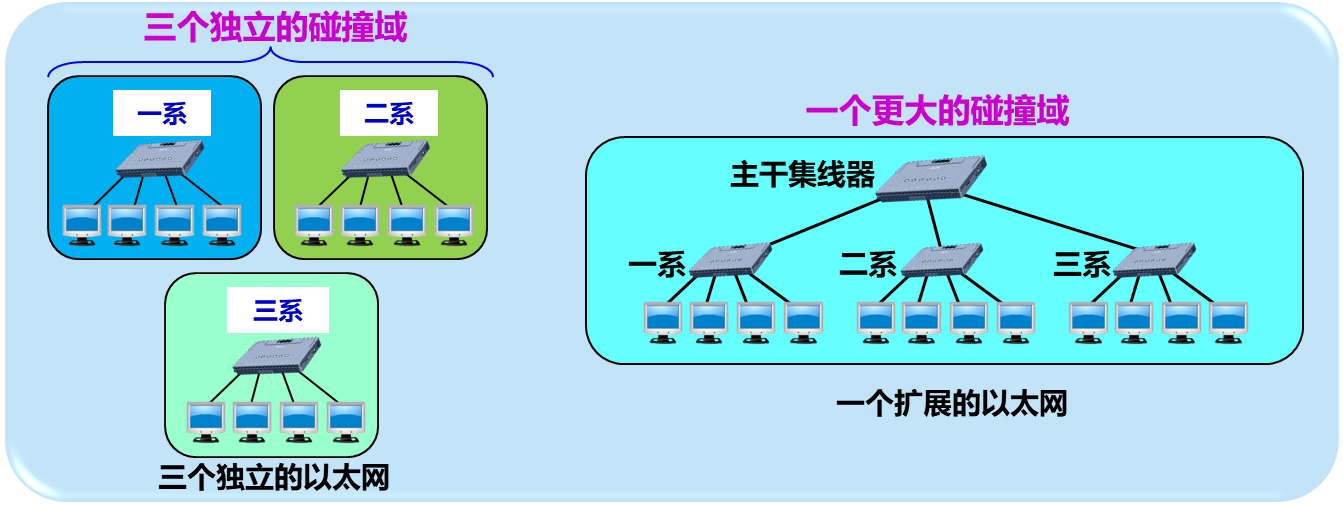 三个独立的碰撞域
一系
二系
三系
三个独立的以太网
一个更大的碰撞域
主干集线器
一系
二系
三系
一个扩展的以太网